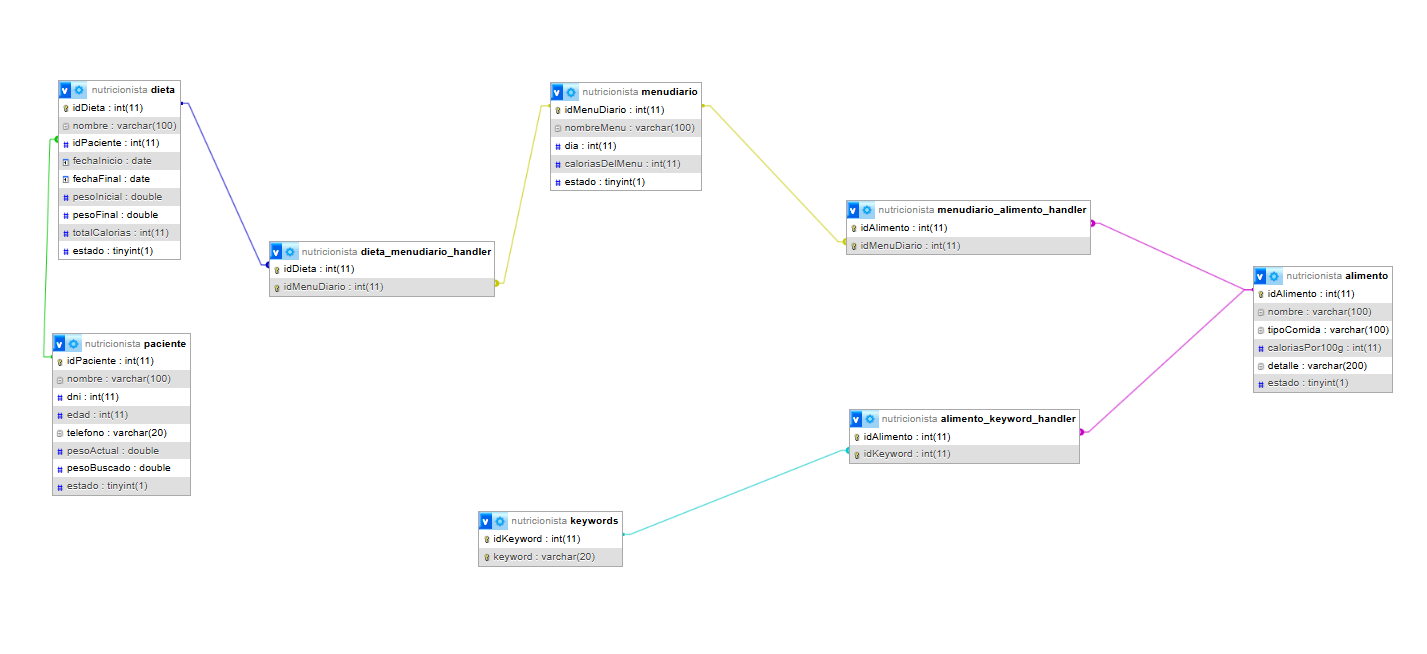 nutricionista dieta
idDieta : int(11)
nombre : varchar(100)
idPaciente : int(11)
fechaInicio : date
fechaFinal : date
pesoInicial : double
pesoFinal : double
totalCalorias : int(11)
estado : tinyint(1)
nutricionista paciente
idPaciente : int(11)
nombre : varchar(100)
dni : int(11)
edad : int(11)
telefono : varchar(20)
pesoActual : double
pesoBuscado : double
estado : tinyint(1)
nutricionista dieta_menudiario_handler
idDieta : int(11)
idMenuDiario : int(11)
nutricionista menudiario
idMenuDiario : int(11)
nombreMenu : varchar(100)
dia : int(11)
caloriasDelMenu : int(11)
estado : tinyint(1)
nutricionista keywords
idKeyword : int(11)
keyword : varchar(20)
nutricionista menudiario_alimento_handler
idAlimento : int(11)
idMenuDiario : int(11)
nutricionista alimento_keyword_handler
idAlimento : int(11)
idKeyword : int(11)
nutricionista alimento
idAlimento : int(11)
nombre : varchar(100)
tipoComida : varchar(100)
caloriasPor100g : int(11)
detalle : varchar(200)
estado : tinyint(1)